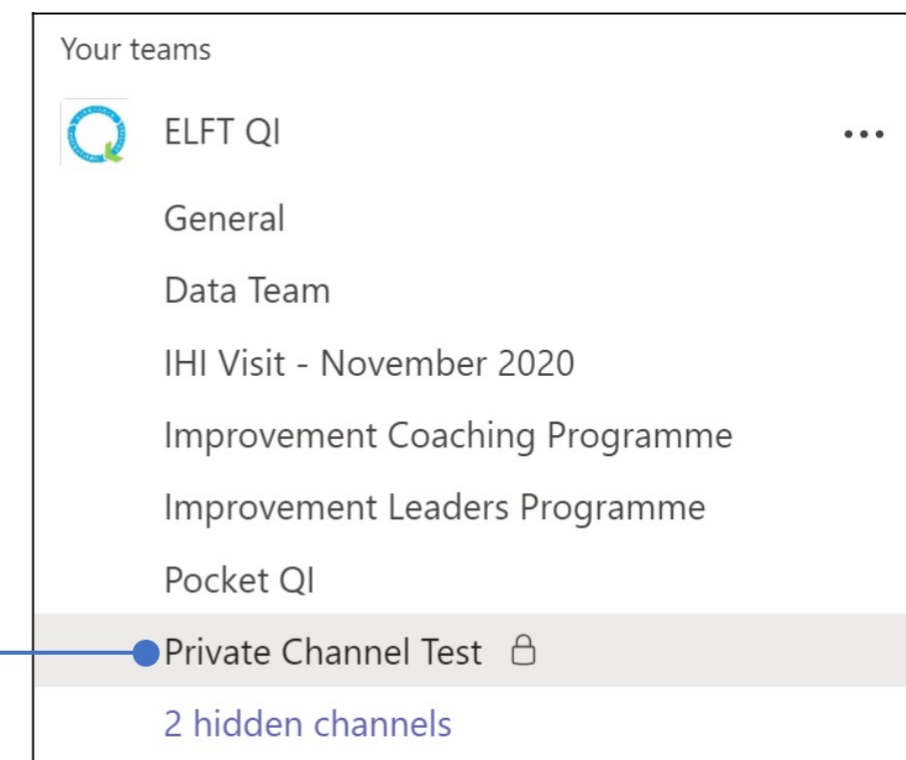 Your teams
ELFT QI
General
Data Team
IHI Visit - November 2020
Improvement Coaching Programme
Improvement Leaders Programme
Pocket QI
Private Channel Test
2 hidden channels